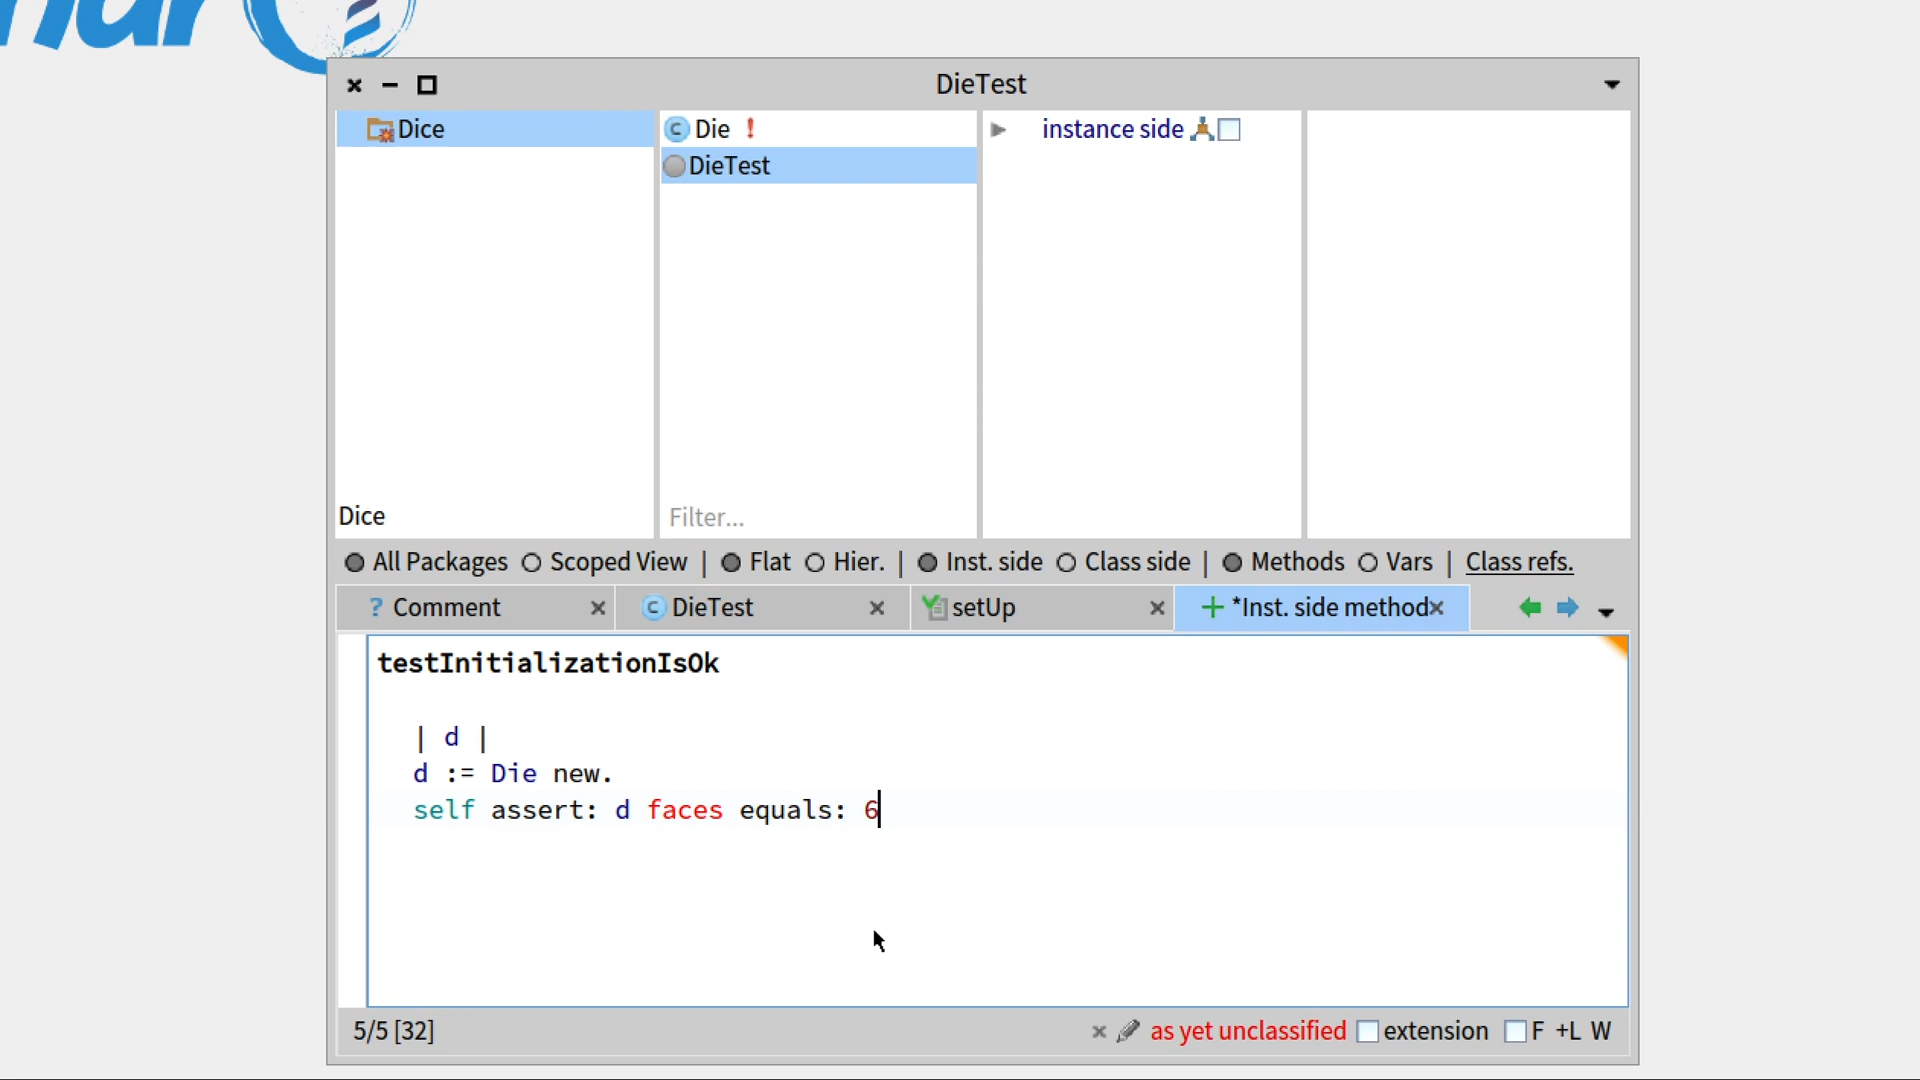 DieTest
Dice
Die !
DieTest
instance side
Dice
Filter...
All Packages Scoped View | Flat Hier. | Inst. side Class side | Methods Vars | Class refs.
? Comment
DieTest
setUp
*Inst. side method
testInitializationIsOk
| d |
d := Die new.
self assert: d faces equals: 6
5/5 [32]
as yet unclassified extension F +L W